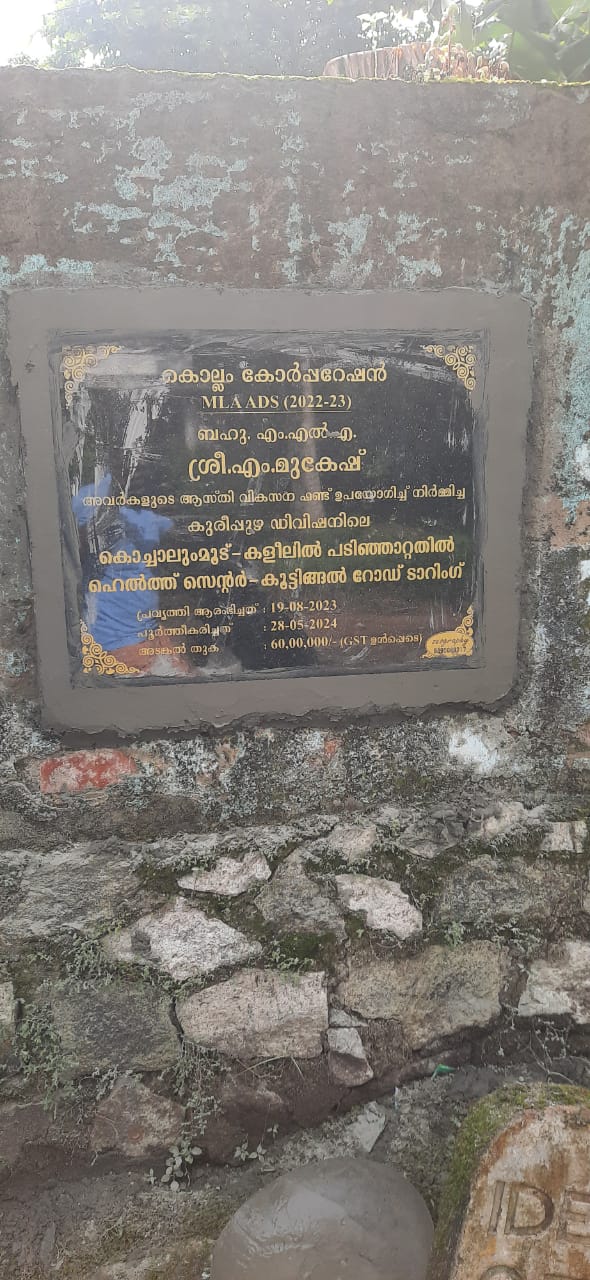 കൊല്ലം കോർപ്പറേഷൻ
MLA ADS (2022-23)
ബഹു. എം.എൽ.എ.
ശ്രീ.എം.മുകേഷ്
അവർകളുടെ ആസ്തി വികസന ഫണ്ട് ഉപയോഗിച്ച് നിർമ്മിച്ച
കുരീപ്പുഴ ഡിവിഷനിലെ
കൊച്ചാലുംമൂട്-കളീലിൽ പടിഞ്ഞാറ്റതിൽ
ഹെൽത്ത് സെന്റർ-കൂട്ടിങ്ങൽ റോഡ് ടാറിംഗ്
പ്രവൃത്തി ആരംഭിച്ചത് : 19-08-2023
പൂർത്തീകരിച്ചത് : 28-05-2024
അടങ്കൽ തുക : 60,00,000/- (GST ഉൾപ്പെടെ)
IDE